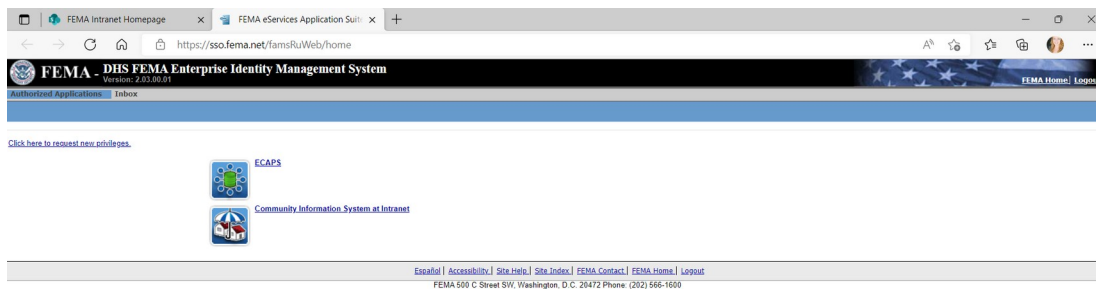 FEMA Intranet Homepage
FEMA eServices Application Suit
https://sso.fema.net/famsRuWeb/home
FEMA - DHS FEMA Enterprise Identity Management System
Version: 2.03.00.01
FEMA Home | Logou
Authorized Applications Inbox
Click here to request new privileges.
ECAPS
Community Information System at Intranet
Español | Accessibility | Site Help | Site Index | FEMA Contact | FEMA Home | Logout
FEMA 500 C Street SW, Washington, D.C. 20472 Phone: (202) 566-1600